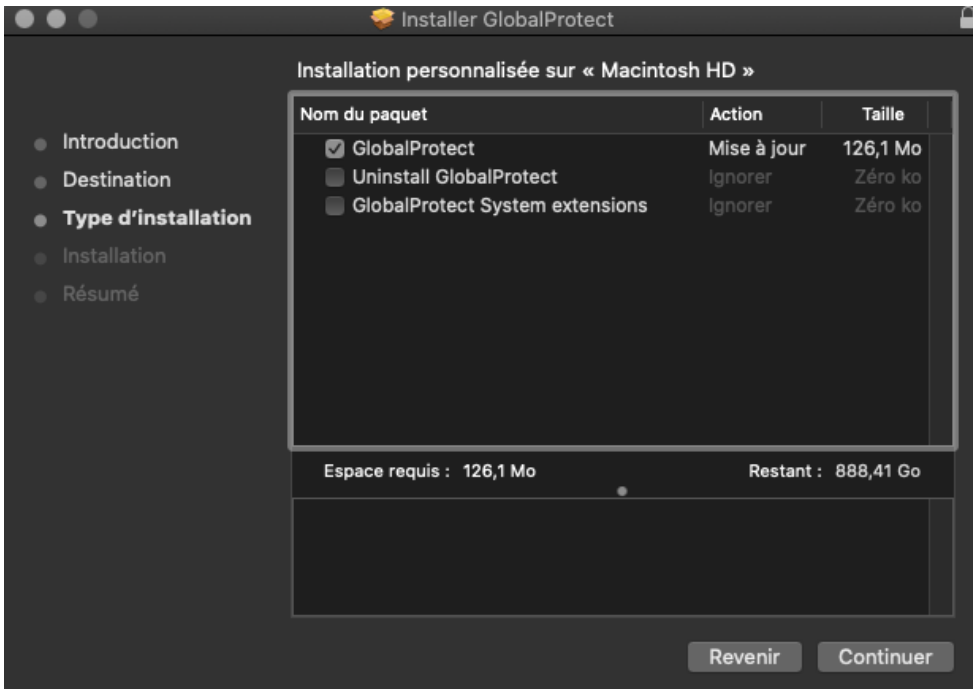 Installer GlobalProtect
Installation personnalisée sur « Macintosh HD »
Introduction
Destination
Type d’installation
Installation
Résumé
Nom du paquet Action Taille
GlobalProtect Mise à jour 126,1 Mo
Uninstall GlobalProtect Ignorer Zéro ko
GlobalProtect System extensions Ignorer Zéro ko
Espace requis : 126,1 Mo Restant : 888,41 Go
Revenir Continuer